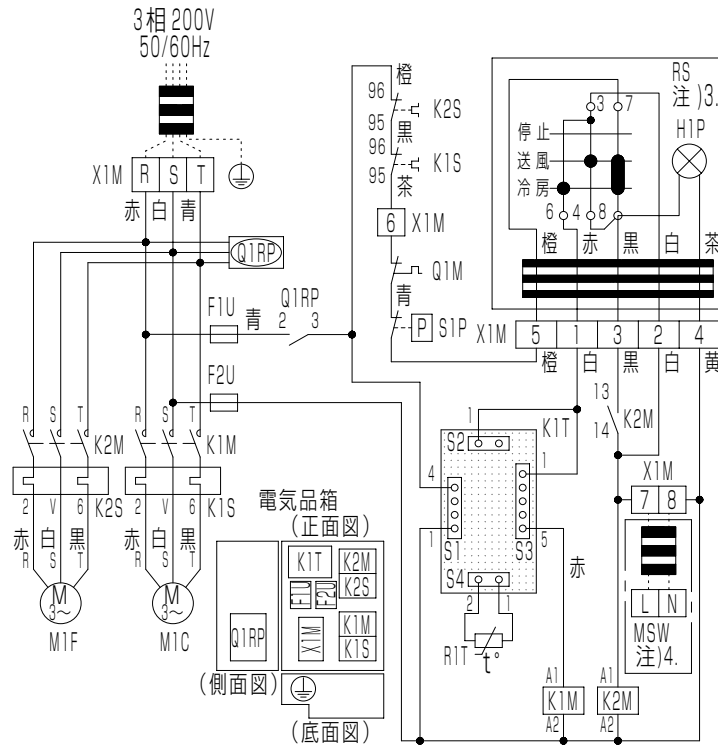 3相 200V
50/60Hz
X1M R S T
赤 白 青
Q1RP
F1U 青 Q1RP
2 3
F2U
R S T K2M
R S T K1M
2 V 6 K2S
2 V 6 K1S
赤 白 黒
R S T
赤 白 黒
R S T
M
3~
M1F
M
3~
M1C
電気品箱
(正面図)
K1T
K2M
K2S
F1U F2U
X1M
K1M
K1S
Q1RP
(側面図)
(底面図)
橙
96
K2S
95
黒
96
K1S
95
茶
6 X1M
Q1M
青
P S1P
RS
注)3.
H1P
3 7
停止
送風
冷房
6 4 8
橙 赤 黒 白 茶
X1M 5 1 3 2 4
橙 白 黒 白 黄
13
K2M
14
K1T
1
S2
4
1
1
S1
S3
5
S4
2 1
R1T
t°
赤
X1M
7 8
L N
MSW
注)4.
A1
K1M
A2
A1
K2M
A2